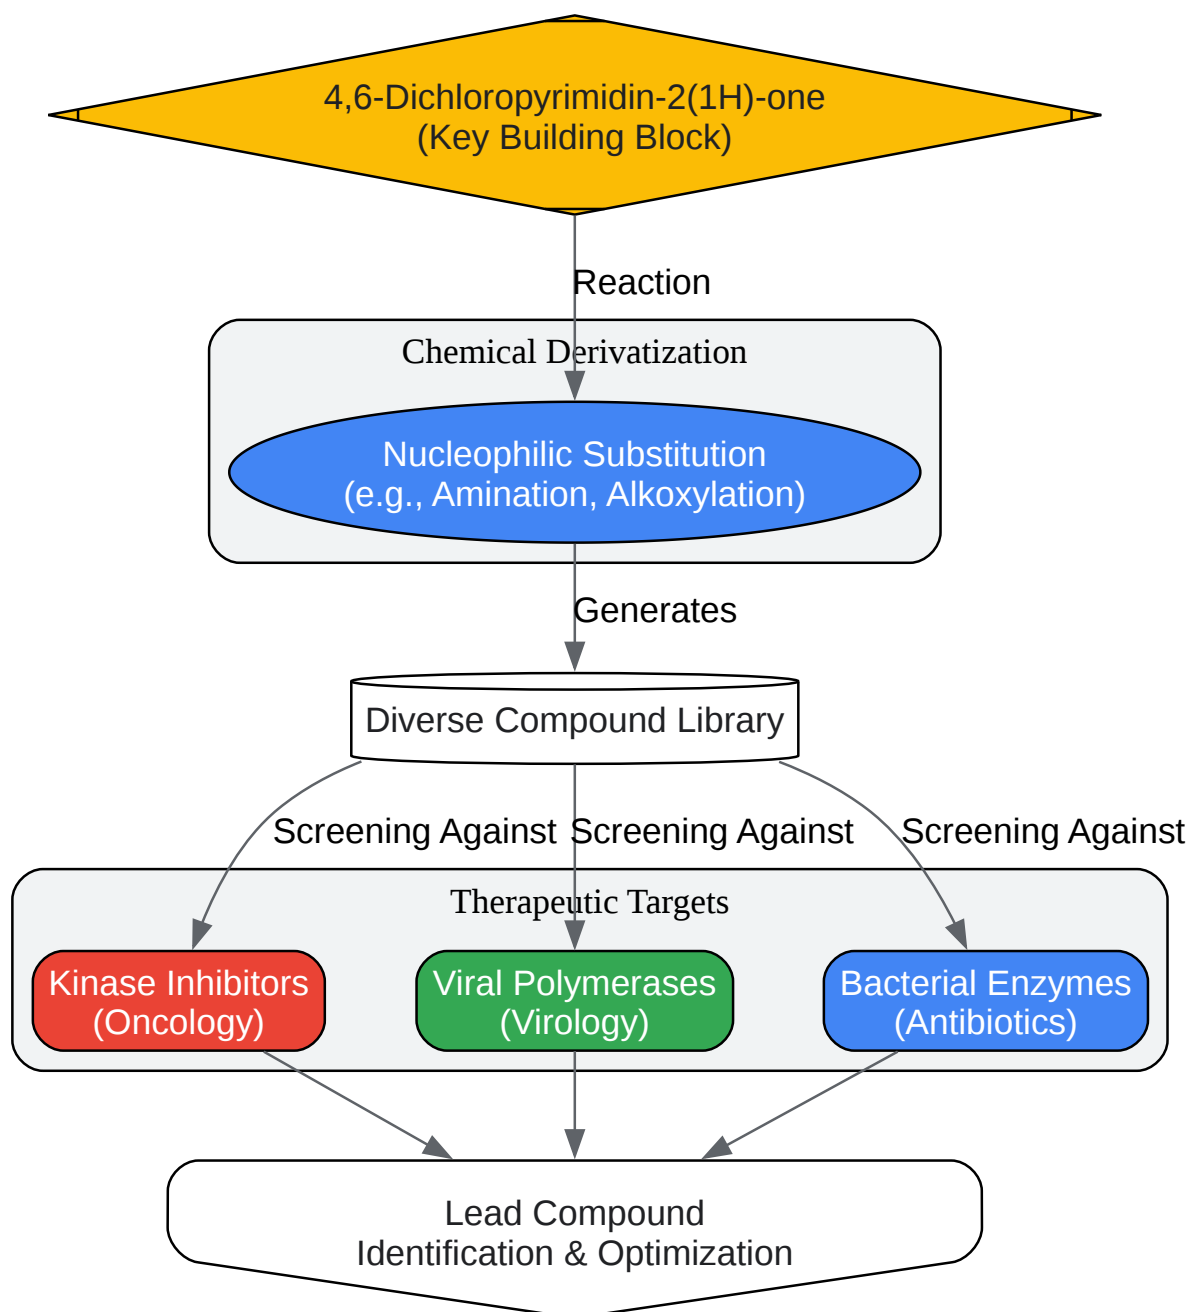 4,6-Dichloropyrimidin-2(1H)-one
(Key Building Block)
Reaction
Chemical Derivatization
Nucleophilic Substitution
(e.g., Amination, Alkoxylation)
Generates
Diverse Compound Library
Screening Against
Screening Against
Screening Against
Therapeutic Targets
Kinase Inhibitors
(Oncology)
Viral Polymerases
(Virology)
Bacterial Enzymes
(Antibiotics)
Lead Compound
Identification & Optimization